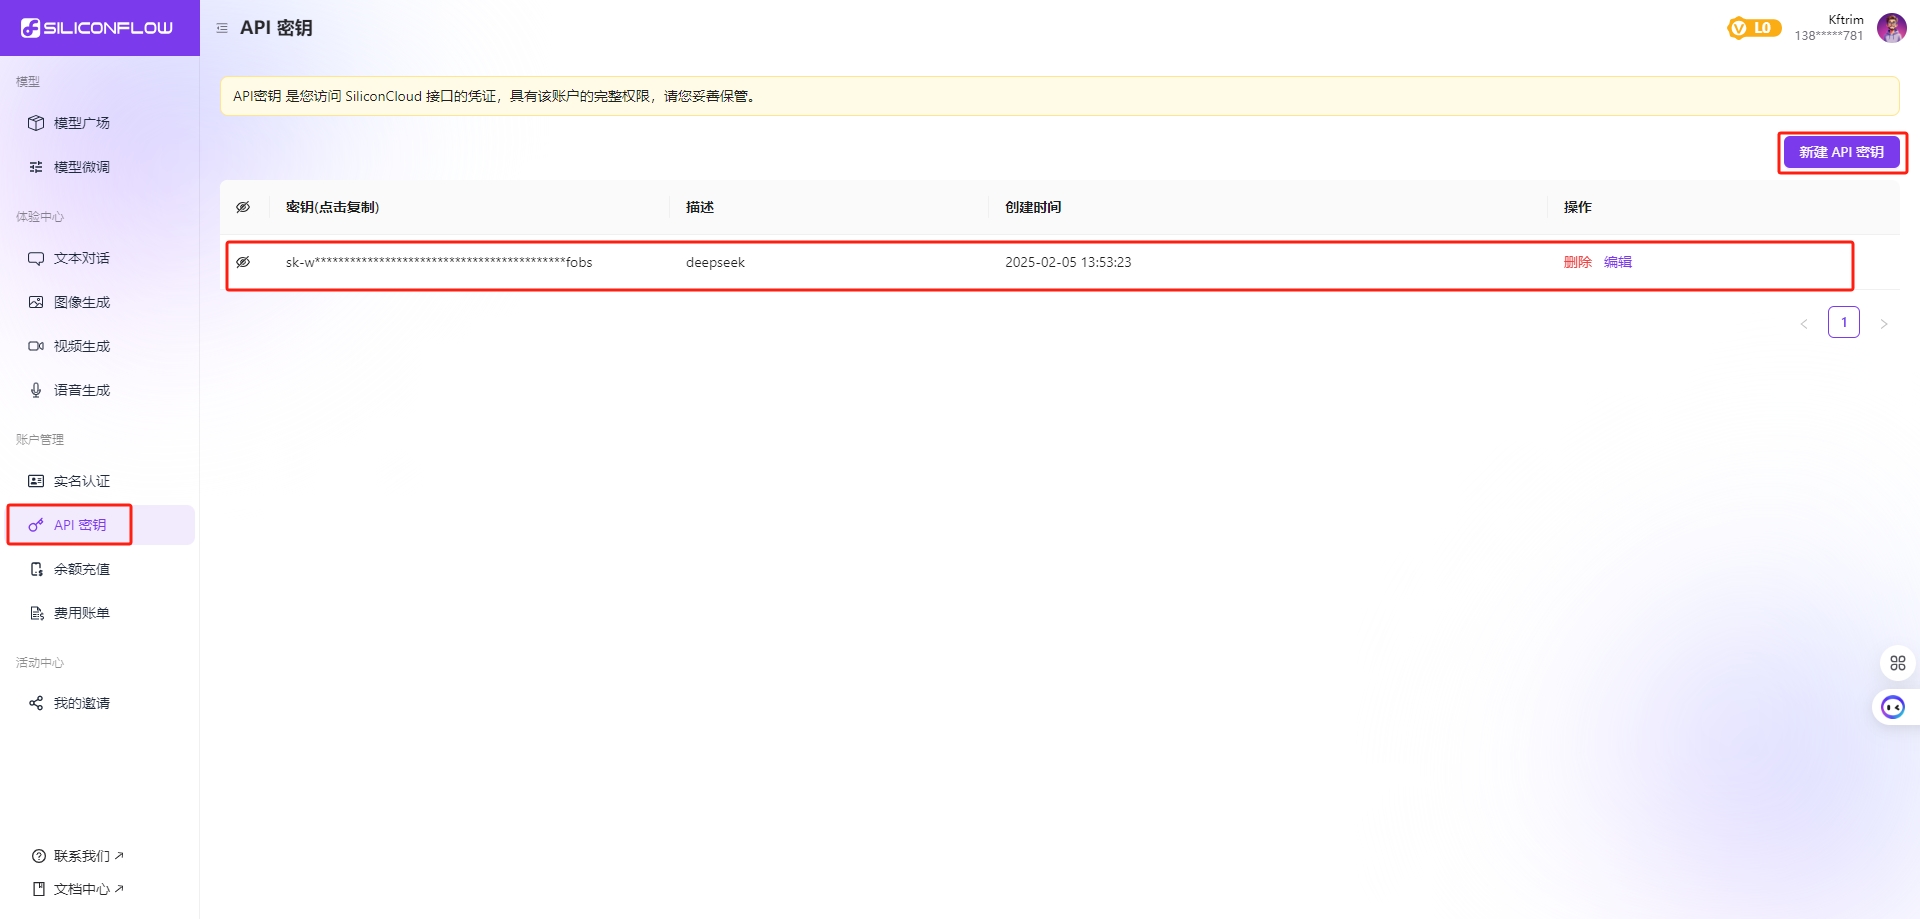 SILICONFLOW
API 密钥
L0
Kftrim
138*****781
模型
模型广场
模型微调
体验中心
文本对话
图像生成
视频生成
语音生成
账户管理
实名认证
API 密钥
余额充值
费用账单
活动中心
我的邀请
联系我们
文档中心
API密钥 是您访问 SiliconCloud 接口的凭证，具有该账户的完整权限，请您妥善保管。
新建 API 密钥
密钥(点击复制) 描述 创建时间 操作
sk-w********************************************fobs deepseek 2025-02-05 13:53:23 删除 编辑
< 1 >